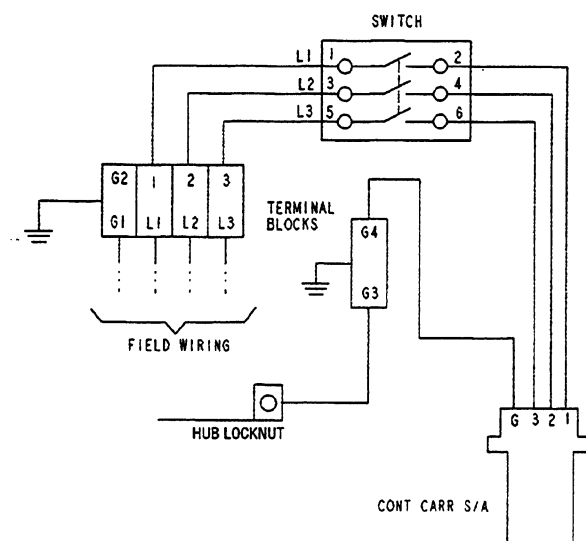 SWITCH
L1 1 2
L2 3 4
L3 5 6
G2 1 2 3
G1 L1 L2 L3
TERMINAL
BLOCKS
G4
G3
FIELD WIRING
HUB LOCKNUT
G 3 2 1
CONT CARR S/A